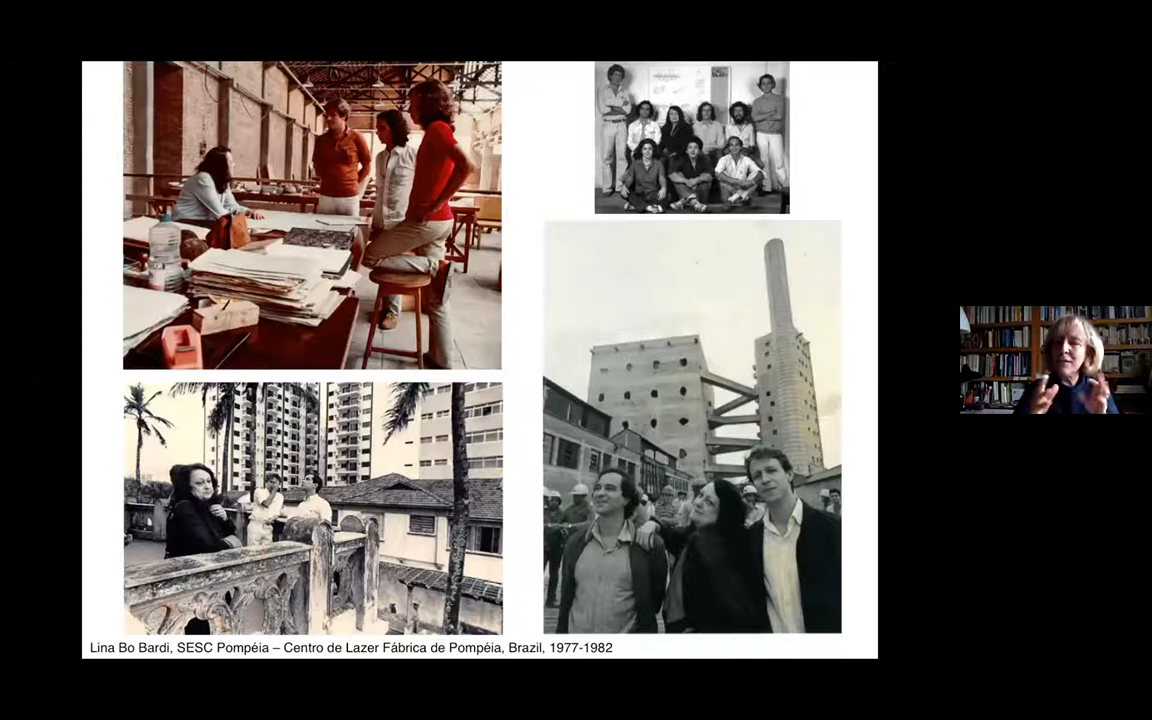 Lina Bo Bardi, SESC Pompéia – Centro de Lazer Fábrica de Pompéia, Brazil, 1977-1982